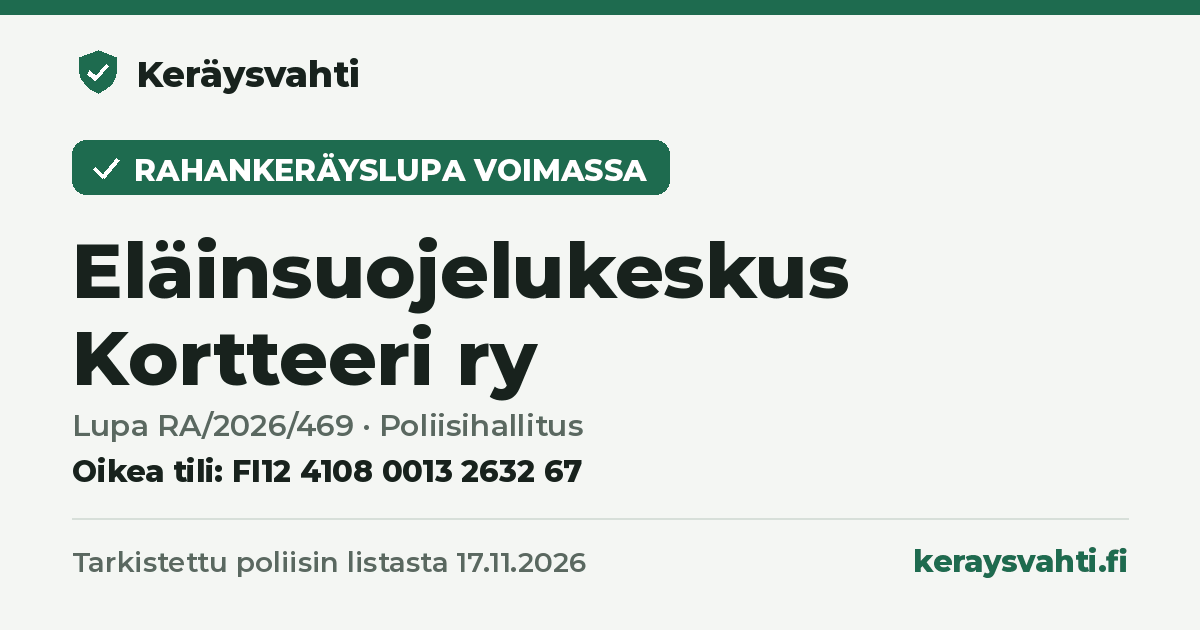 Keräysvahti
RAHANKERÄYSLUPA VOIMASSA
Eläinsuojelukeskus
Kortteeri ry
Lupa RA/2026/469 · Poliisihallitus
Oikea tili: FI12 4108 0013 2632 67
Tarkistettu poliisin listasta 17.11.2026
keraysvahti.fi